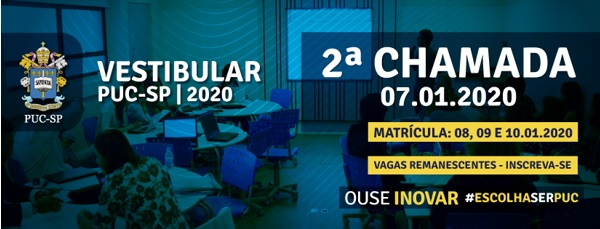 SAPIENTIA
PUC-SP
VESTIBULAR
PUC-SP | 2020
2ª CHAMADA
07.01.2020
MATRÍCULA: 08, 09 E 10.01.2020
VAGAS REMANESCENTES - INSCREVA-SE
OUSE INOVAR #ESCOLHASERPUC